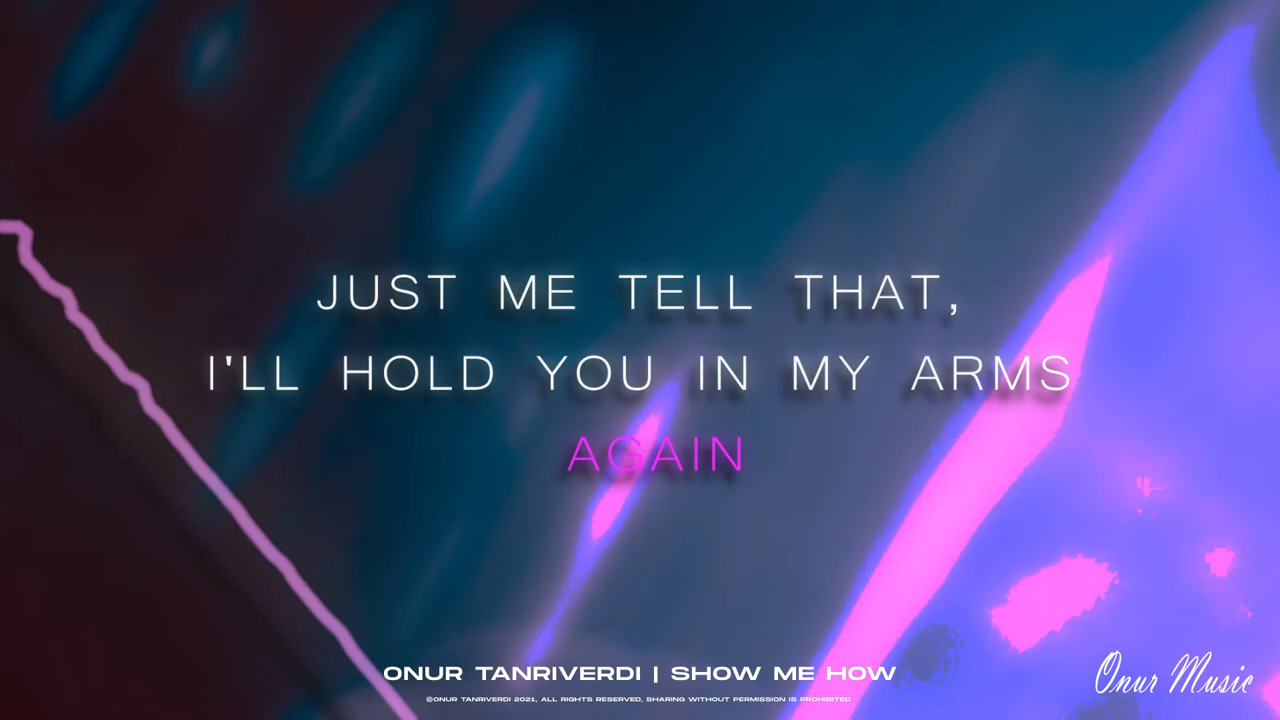 JUST ME TELL THAT,
I'LL HOLD YOU IN MY ARMS
AGAIN
ONUR TANRIVERDI | SHOW ME HOW
©ONUR TANRIVERDI 2021, ALL RIGHTS RESERVED, SHARING WITHOUT PERMISSION IS PROHIBITED
Onur Music